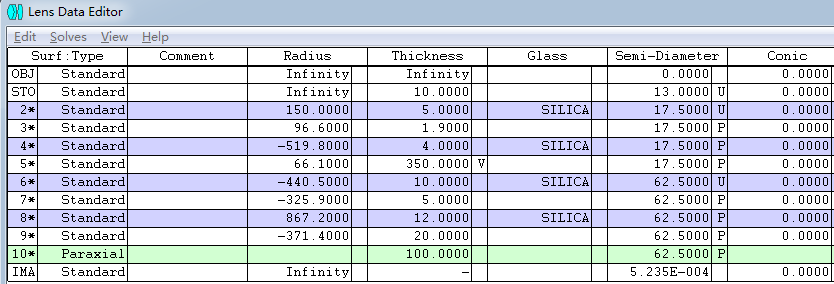 Lens Data Editor
Edit Solves View Help
Surf:Type Comment Radius Thickness Glass Semi-Diameter Conic
OBJ Standard Infinity Infinity 0.0000 0.0000
STO Standard Infinity 10.0000 13.0000 U 0.0000
2* Standard 150.0000 5.0000 SILICA 17.5000 U 0.0000
3* Standard 96.6000 1.9000 17.5000 P 0.0000
4* Standard -519.8000 4.0000 SILICA 17.5000 P 0.0000
5* Standard 66.1000 350.0000 V 17.5000 P 0.0000
6* Standard -440.5000 10.0000 SILICA 62.5000 U 0.0000
7* Standard -325.9000 5.0000 62.5000 P 0.0000
8* Standard 867.2000 12.0000 SILICA 62.5000 P 0.0000
9* Standard -371.4000 20.0000 62.5000 P 0.0000
10* Paraxial 100.0000 62.5000 P
IMA Standard Infinity - 5.235E-004 0.0000